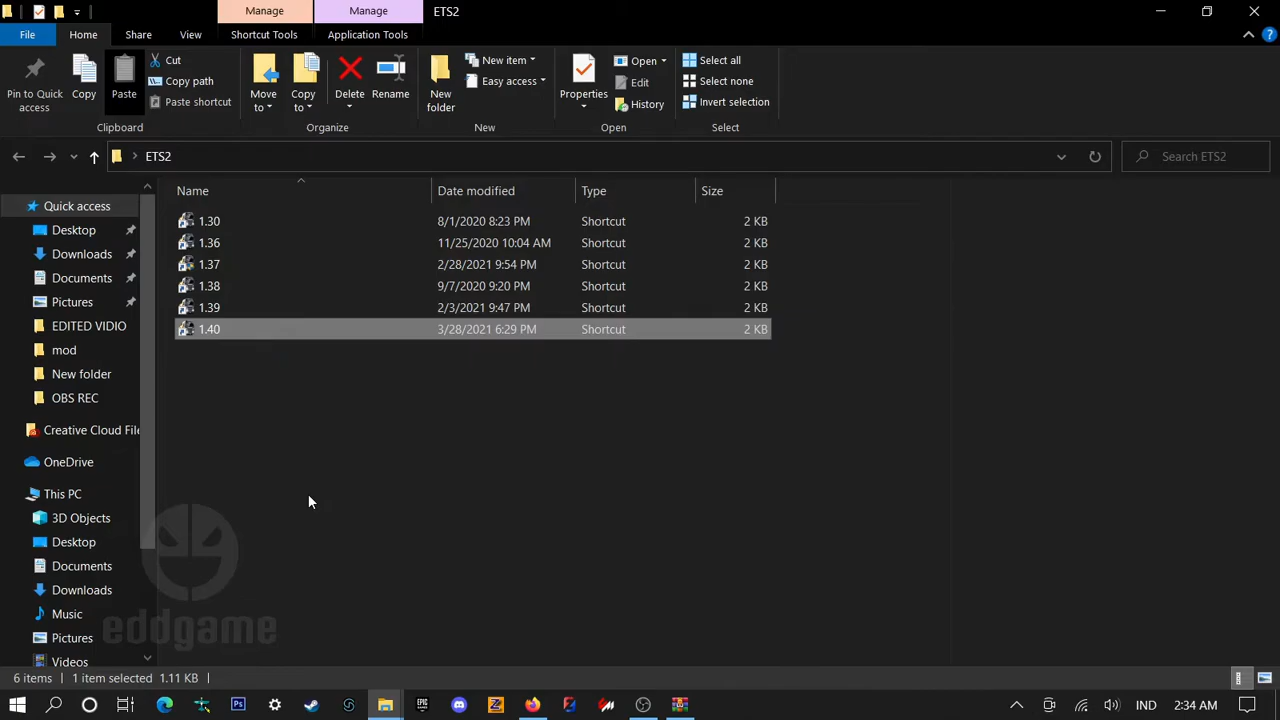 Manage
Manage
ETS2
File
Home
Share
View
Shortcut Tools
Application Tools
Pin to Quick access
Copy
Paste
Cut
Copy path
Paste shortcut
Clipboard
Move to
Copy to
Delete
Rename
Organize
New folder
New item
Easy access
New
Properties
Open
Edit
History
Open
Select all
Select none
Invert selection
Select
ETS2
Search ETS2
Name
Date modified
Type
Size
1.30 8/1/2020 8:23 PM Shortcut 2 KB
1.36 11/25/2020 10:04 AM Shortcut 2 KB
1.37 2/28/2021 9:54 PM Shortcut 2 KB
1.38 9/7/2020 9:20 PM Shortcut 2 KB
1.39 2/3/2021 9:47 PM Shortcut 2 KB
1.40 3/28/2021 6:29 PM Shortcut 2 KB
Quick access
Desktop
Downloads
Documents
Pictures
EDITED VIDIO
mod
New folder
OBS REC
Creative Cloud File
OneDrive
This PC
3D Objects
Desktop
Documents
Downloads
Music
Pictures
Videos
eddgame
6 items 1 item selected 1.11 KB
Ps
EPIC
IND
2:34 AM